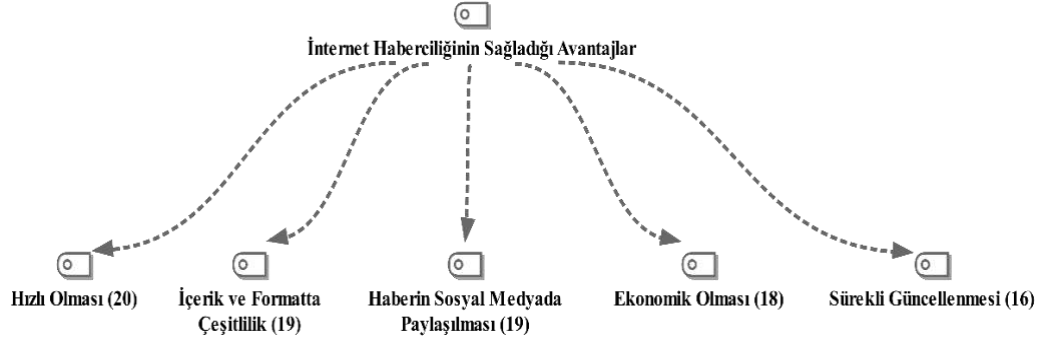 İnternet Haberciliğinin Sağladığı Avantajlar
Hızlı Olması (20)
İçerik ve Formatta
Çeşitlilik (19)
Haberin Sosyal Medyada
Paylaşılması (19)
Ekonomik Olması (18)
Sürekli Güncellenmesi (16)